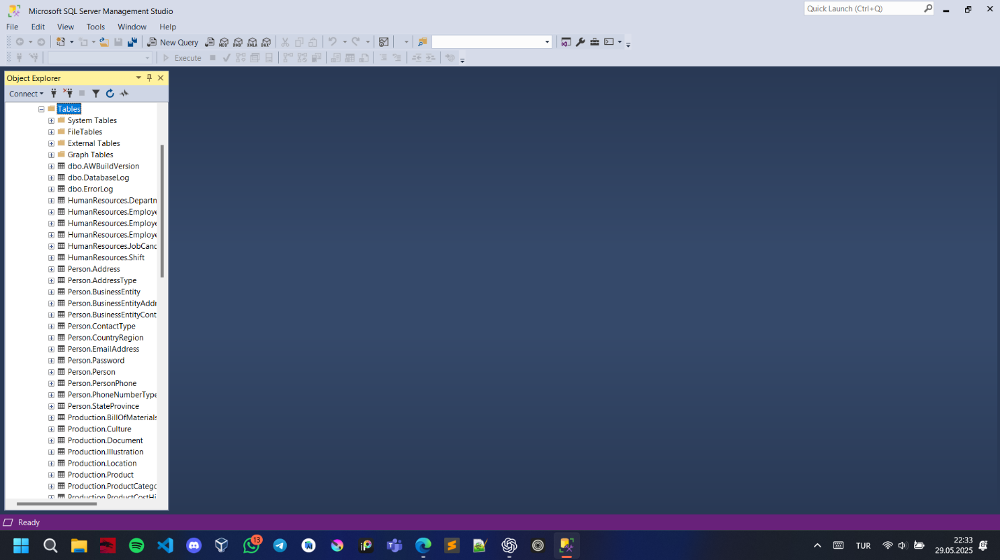 Microsoft SQL Server Management Studio
Quick Launch (Ctrl+Q)
File Edit View Tools Window Help
New Query MDX DMX XMLA DAX
Execute
Object Explorer
Connect
Tables
System Tables
FileTables
External Tables
Graph Tables
dbo.AWBuildVersion
dbo.DatabaseLog
dbo.ErrorLog
HumanResources.Departn
HumanResources.Employe
HumanResources.Employe
HumanResources.Employe
HumanResources.JobCanc
HumanResources.Shift
Person.Address
Person.AddressType
Person.BusinessEntity
Person.BusinessEntityAddr
Person.BusinessEntityCont
Person.ContactType
Person.CountryRegion
Person.EmailAddress
Person.Password
Person.Person
Person.PersonPhone
Person.PhoneNumberType
Person.StateProvince
Production.BillOfMaterials
Production.Culture
Production.Document
Production.Illustration
Production.Location
Production.Product
Production.ProductCatego
Production.ProductCostHi
Ready
13
TUR
22:33
29.05.2025